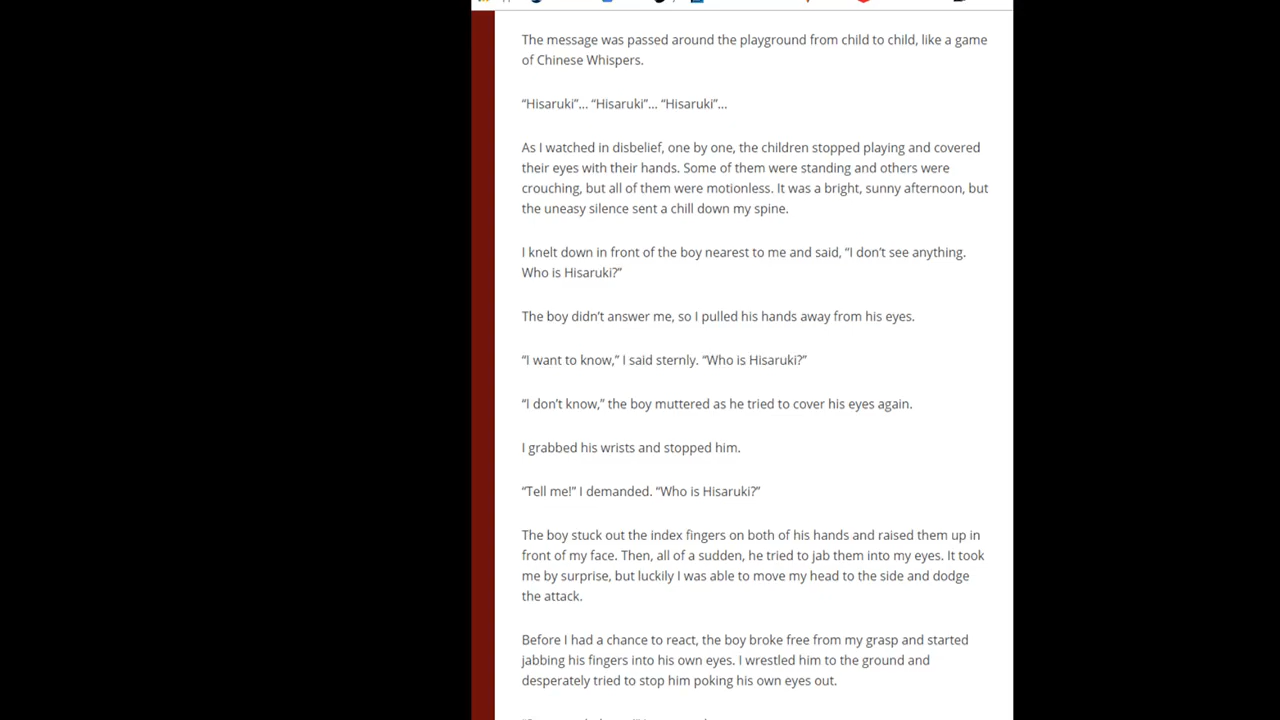 The message was passed around the playground from child to child, like a game
of Chinese Whispers.
“Hisaruki”… “Hisaruki”… “Hisaruki”…
As I watched in disbelief, one by one, the children stopped playing and covered
their eyes with their hands. Some of them were standing and others were
crouching, but all of them were motionless. It was a bright, sunny afternoon, but
the uneasy silence sent a chill down my spine.
I knelt down in front of the boy nearest to me and said, “I don’t see anything.
Who is Hisaruki?”
The boy didn’t answer me, so I pulled his hands away from his eyes.
“I want to know,” I said sternly. “Who is Hisaruki?”
“I don’t know,” the boy muttered as he tried to cover his eyes again.
I grabbed his wrists and stopped him.
“Tell me!” I demanded. “Who is Hisaruki?”
The boy stuck out the index fingers on both of his hands and raised them up in
front of my face. Then, all of a sudden, he tried to jab them into my eyes. It took
me by surprise, but luckily I was able to move my head to the side and dodge
the attack.
Before I had a chance to react, the boy broke free from my grasp and started
jabbing his fingers into his own eyes. I wrestled him to the ground and
desperately tried to stop him poking his own eyes out.